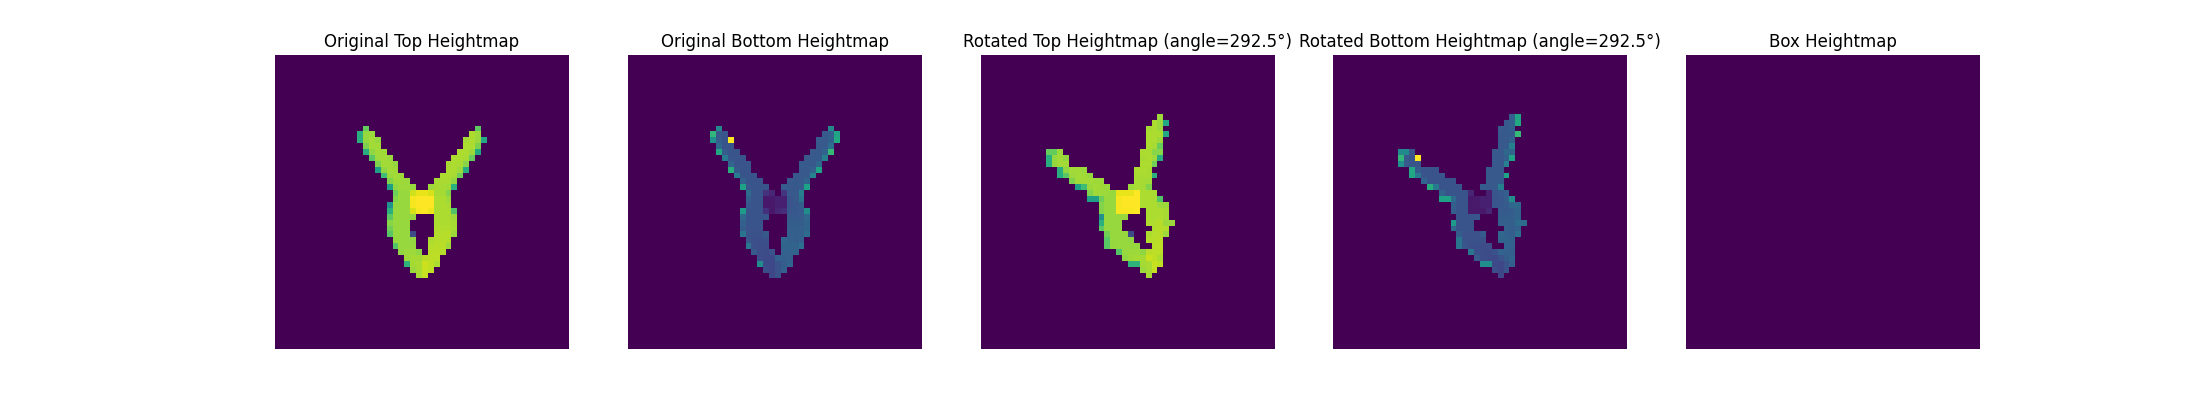 Original Top Heightmap
Original Bottom Heightmap
Rotated Top Heightmap (angle=292.5°)
Rotated Bottom Heightmap (angle=292.5°)
Box Heightmap